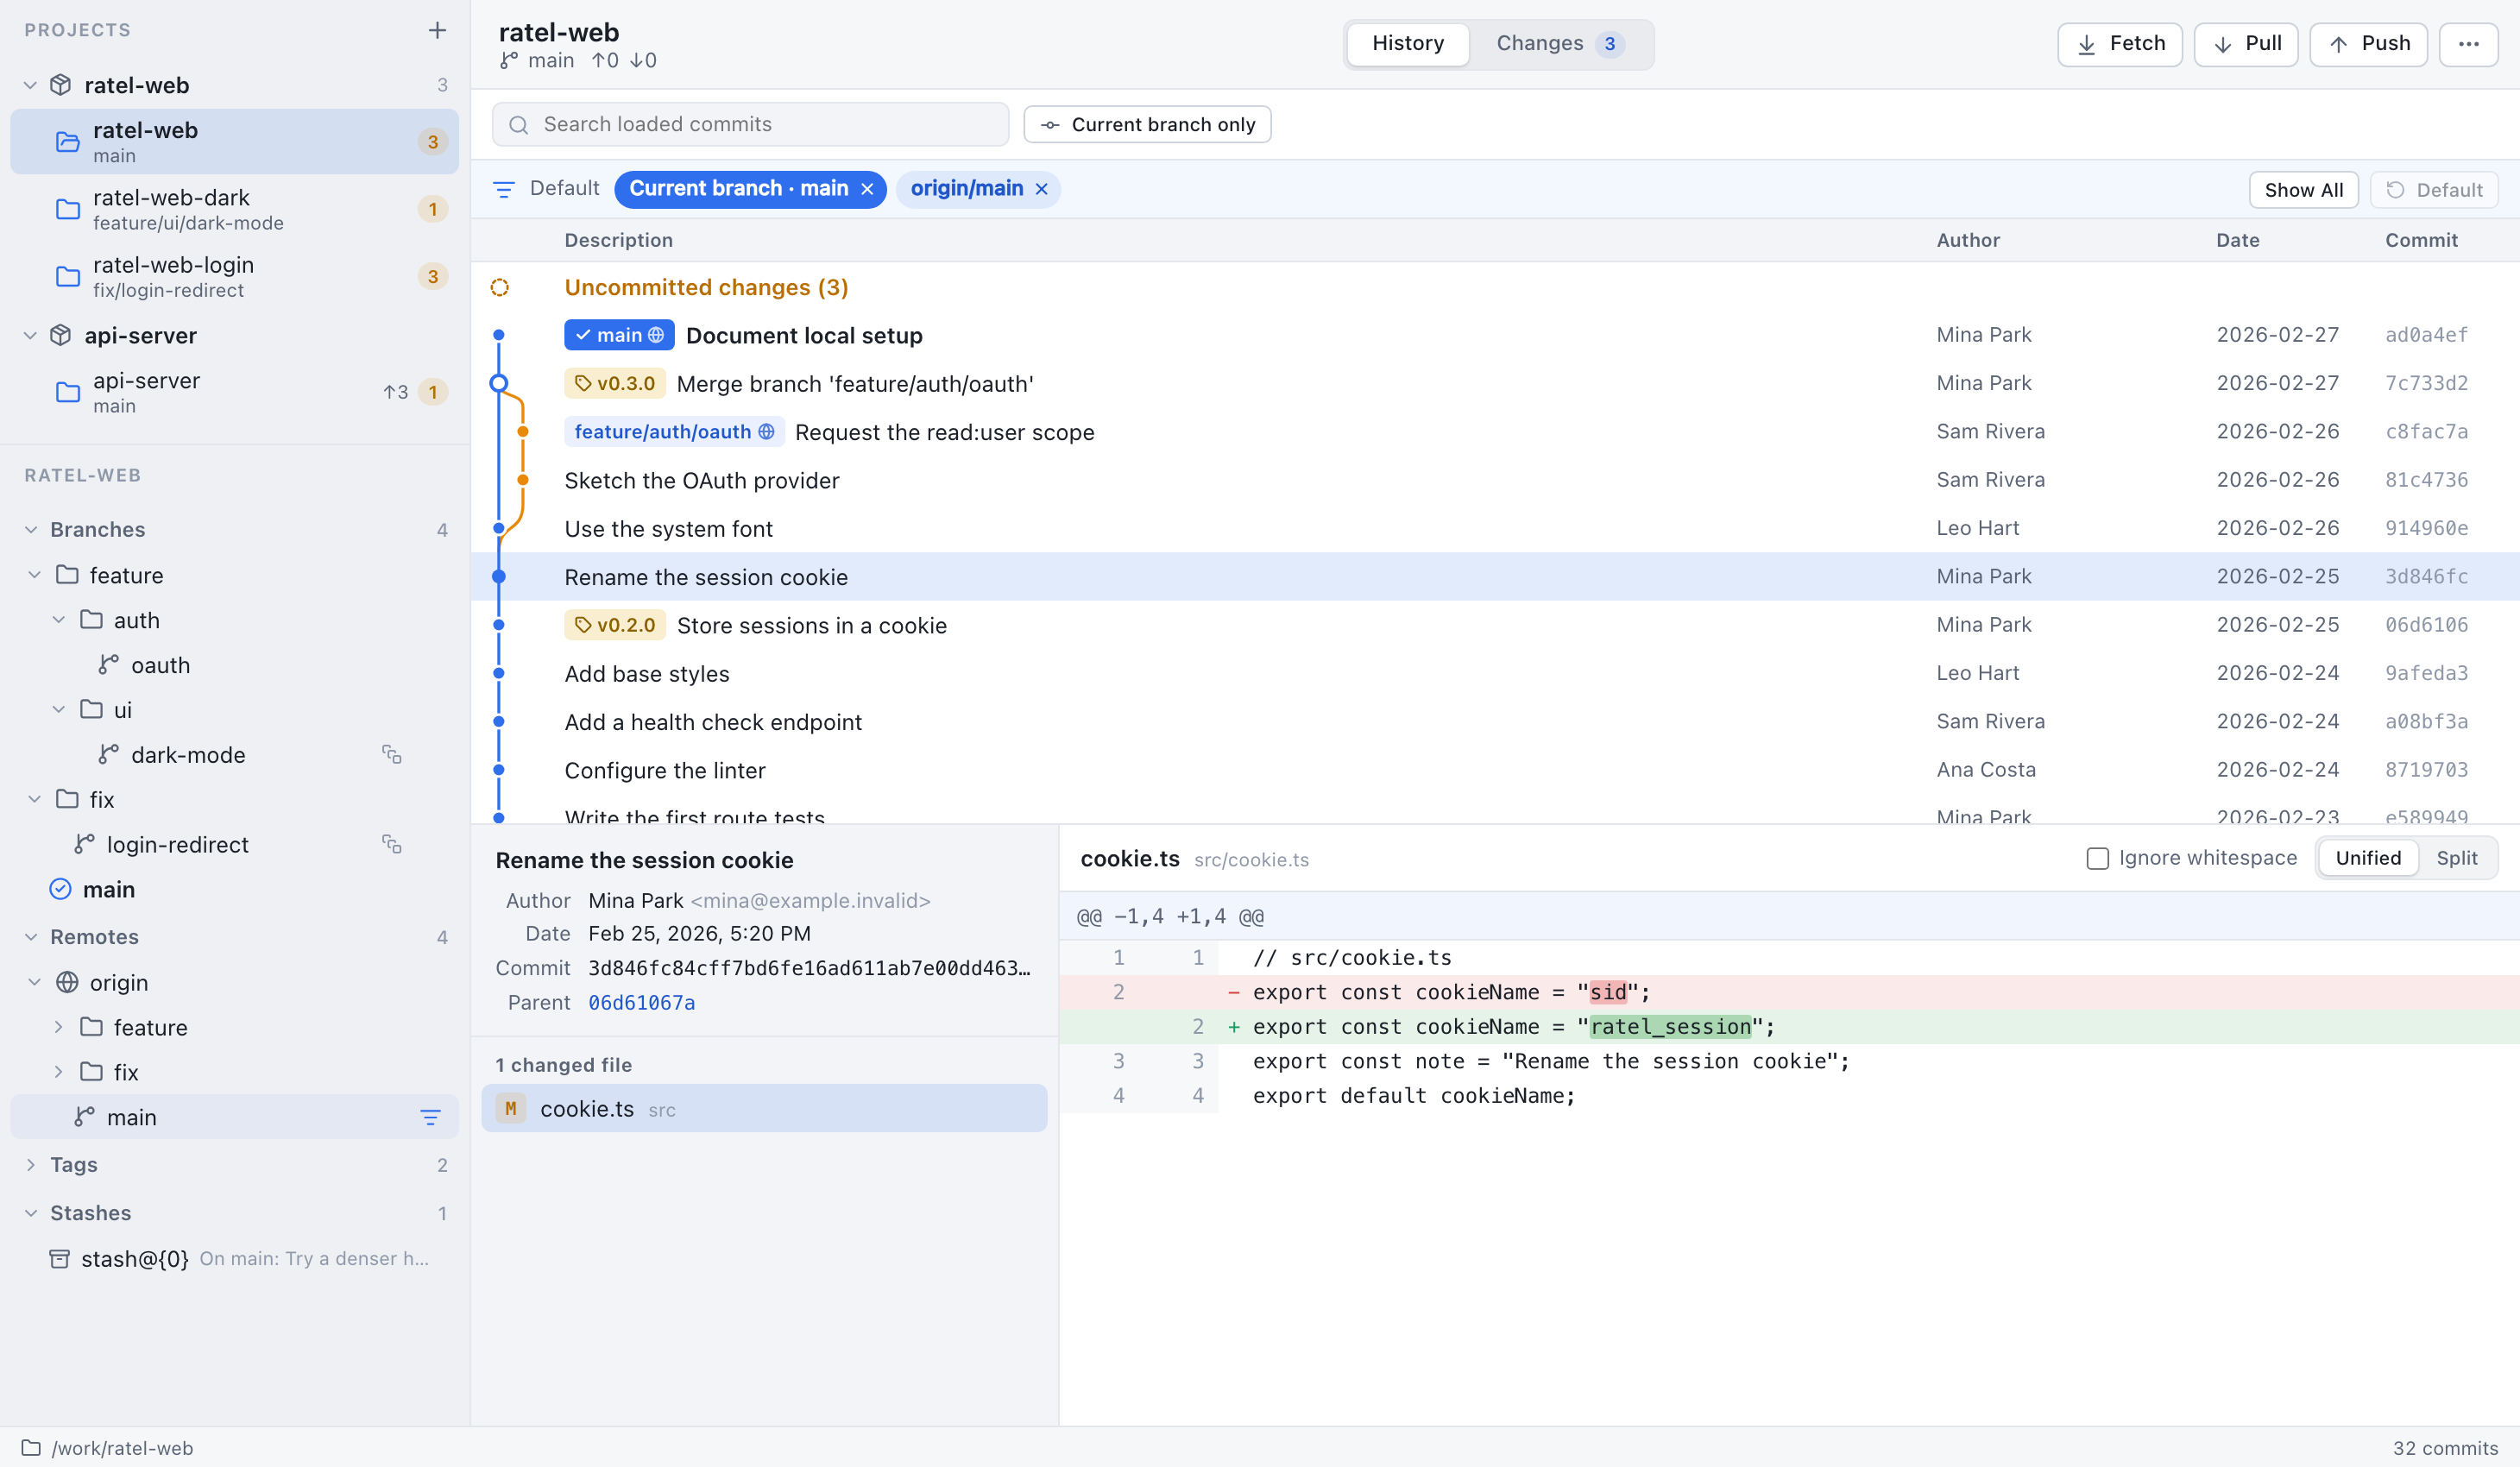 PROJECTS
ratel-web 3
ratel-web 3
main
ratel-web-dark 1
feature/ui/dark-mode
ratel-web-login 3
fix/login-redirect
api-server
api-server ↑3 1
main
RATEL-WEB
Branches 4
feature
auth
oauth
ui
dark-mode
fix
login-redirect
main
Remotes 4
origin
feature
fix
main
Tags 2
Stashes 1
stash@{0} On main: Try a denser h…
/work/ratel-web
ratel-web
main ↑0 ↓0
History Changes 3
Fetch Pull Push
Search loaded commits Current branch only
Default Current branch · main × origin/main × Show All Default
Description Author Date Commit
Uncommitted changes (3)
main Document local setup Mina Park 2026-02-27 ad0a4ef
v0.3.0 Merge branch 'feature/auth/oauth' Mina Park 2026-02-27 7c733d2
feature/auth/oauth Request the read:user scope Sam Rivera 2026-02-26 c8fac7a
Sketch the OAuth provider Sam Rivera 2026-02-26 81c4736
Use the system font Leo Hart 2026-02-26 914960e
Rename the session cookie Mina Park 2026-02-25 3d846fc
v0.2.0 Store sessions in a cookie Mina Park 2026-02-25 06d6106
Add base styles Leo Hart 2026-02-24 9afeda3
Add a health check endpoint Sam Rivera 2026-02-24 a08bf3a
Configure the linter Ana Costa 2026-02-24 8719703
Write the first route tests Mina Park 2026-02-23 e589949
Rename the session cookie
Author Mina Park <mina@example.invalid>
Date Feb 25, 2026, 5:20 PM
Commit 3d846fc84cff7bd6fe16ad611ab7e00dd463…
Parent 06d61067a
1 changed file
M cookie.ts src
cookie.ts src/cookie.ts Ignore whitespace Unified Split
@@ −1,4 +1,4 @@
1 1 // src/cookie.ts
2 − export const cookieName = "sid";
2 + export const cookieName = "ratel_session";
3 3 export const note = "Rename the session cookie";
4 4 export default cookieName;
32 commits